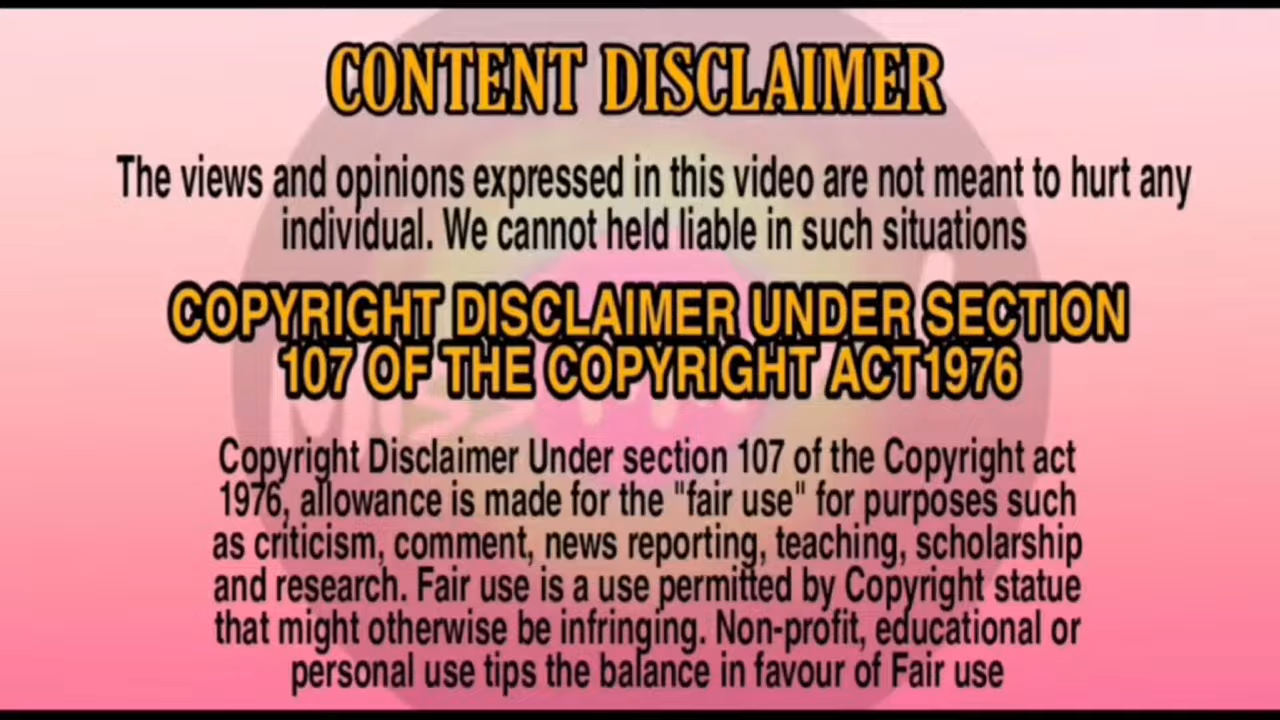 CONTENT DISCLAIMER
The views and opinions expressed in this video are not meant to hurt any
individual. We cannot held liable in such situations
COPYRIGHT DISCLAIMER UNDER SECTION
107 OF THE COPYRIGHT ACT1976
Copyright Disclaimer Under section 107 of the Copyright act
1976, allowance is made for the "fair use" for purposes such
as criticism, comment, news reporting, teaching, scholarship
and research. Fair use is a use permitted by Copyright statue
that might otherwise be infringing. Non-profit, educational or
personal use tips the balance in favour of Fair use